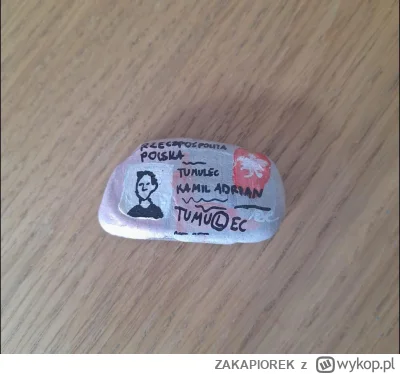 RZECZPOSPOLITA
POLSKA
TUMULEC
KAMIL ADRIAN
TUMUⓁEC
ZAKAPIOREK z wykop.pl